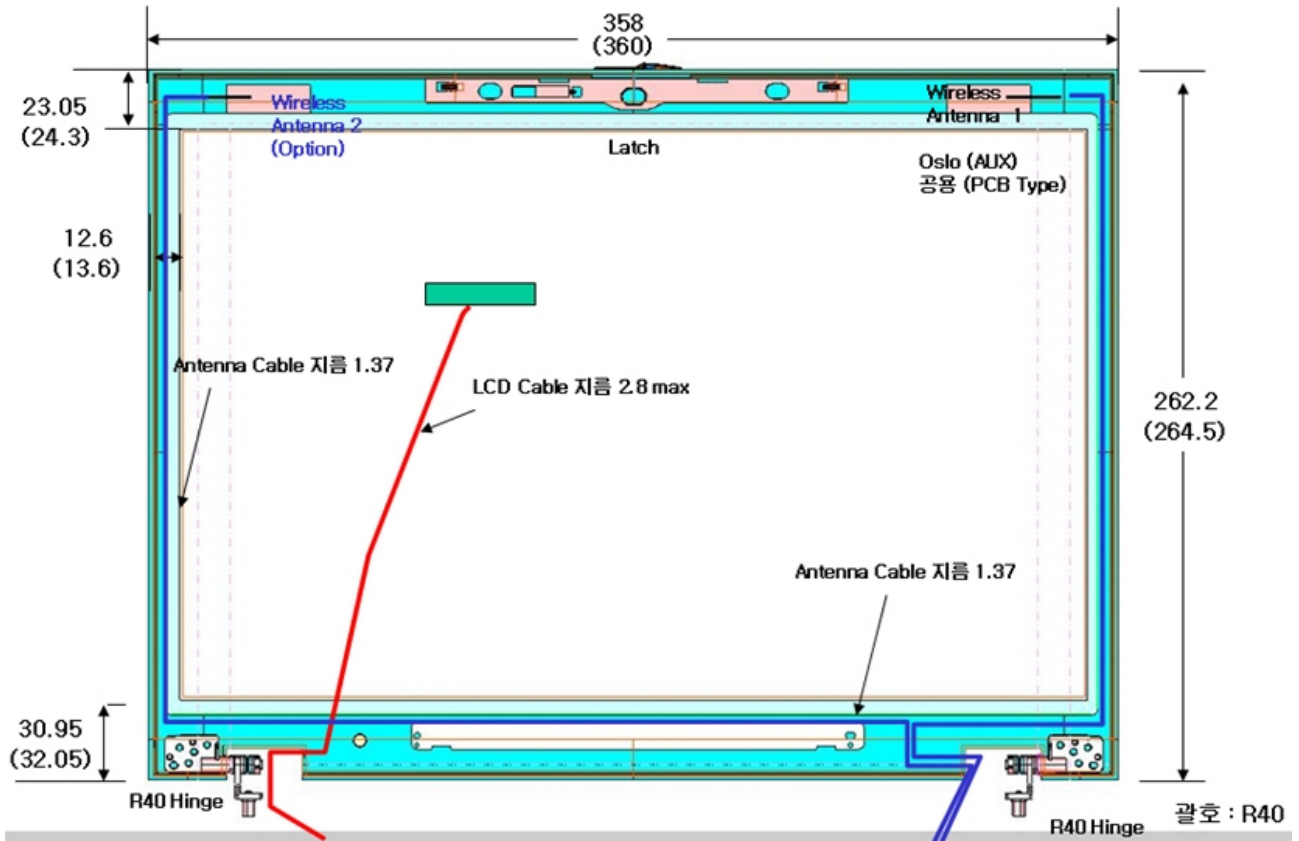 358
(360)
23.05
(24.3)
Wireless
Antenna 2
(Option)
Latch
Wireless
Antenna 1
Oslo (AUX)
공용 (PCB Type)
12.6
(13.6)
Antenna Cable 지름 1.37
LCD Cable 지름 2.8 max
262.2
(264.5)
Antenna Cable 지름 1.37
30.95
(32.05)
R40 Hinge
R40 Hinge
괄호 : R40